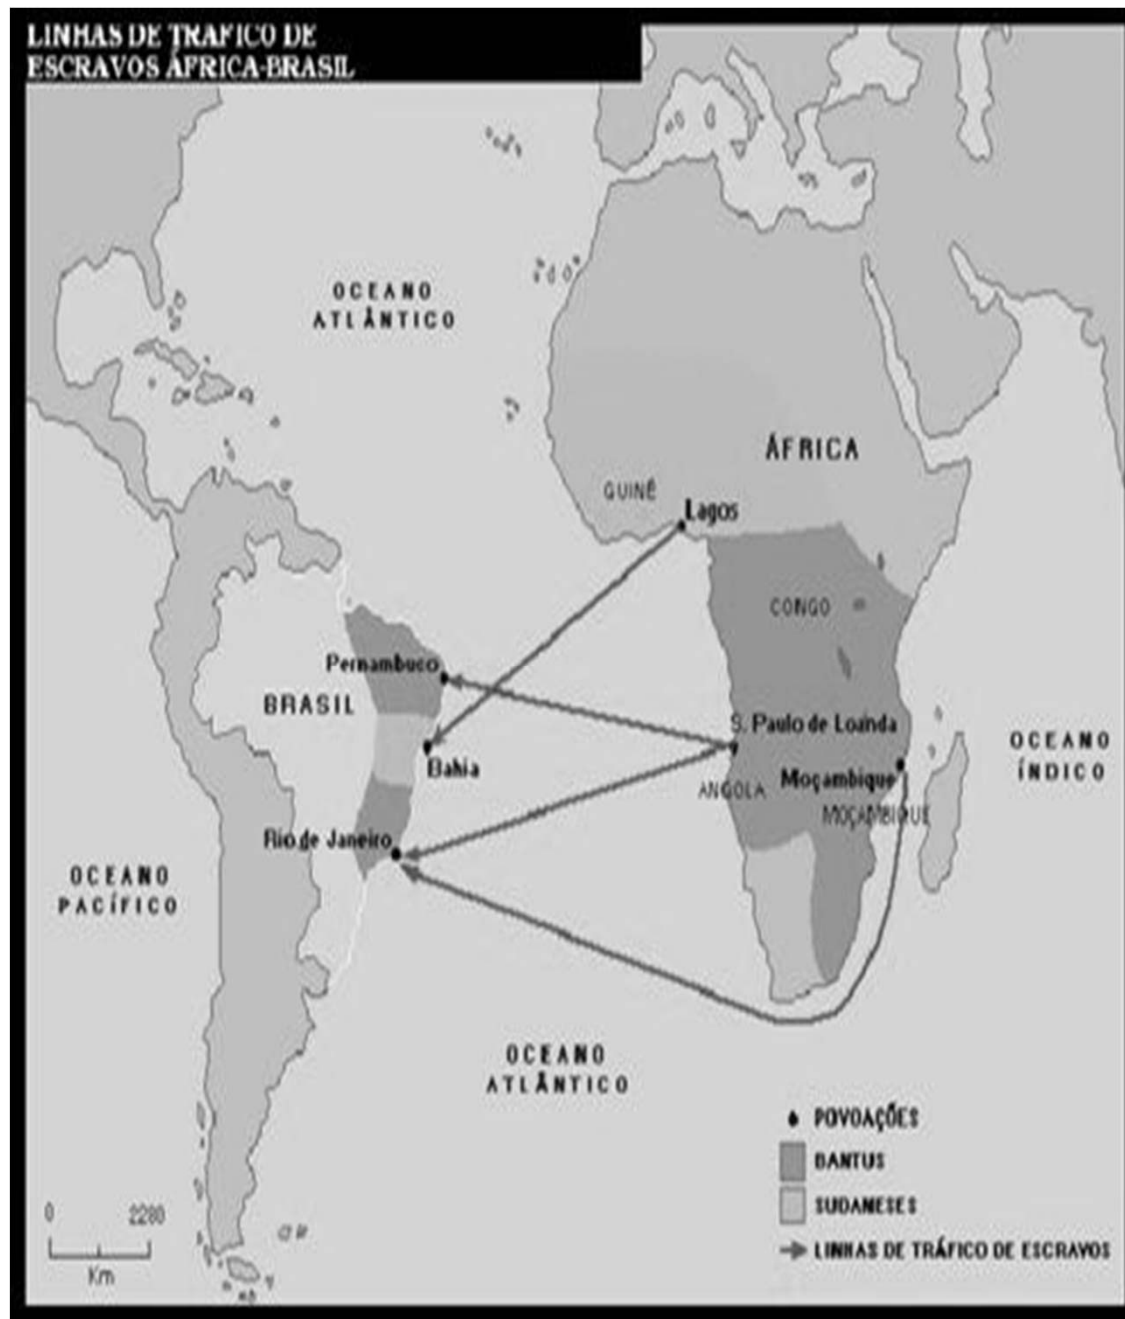 LINHAS DE TRAFICO DE
ESCRAVOS ÁFRICA-BRASIL
OCEANO
ATLÂNTICO
ÁFRICA
GUINÉ
Lagos
CONGO
Pernambuco
BRASIL
S. Paulo de Loanda
OCEANO
ÍNDICO
Bahia
ANGOLA
Moçambique
MOÇAMBIQUE
Rio de Janeiro
OCEANO
PACÍFICO
OCEANO
ATLÂNTICO
POVOAÇÕES
BANTUS
SUDANESES
LINHAS DE TRÁFICO DE ESCRAVOS
0 2280
Km